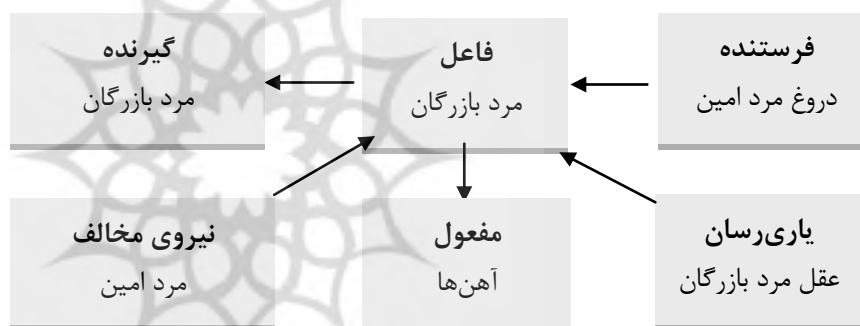 فرستنده
دروغ مرد امین
فاعل
مرد بازرگان
گیرنده
مرد بازرگان
یاری‌رسان
عقل مرد بازرگان
مفعول
آهن‌ها
نیروی مخالف
مرد امین